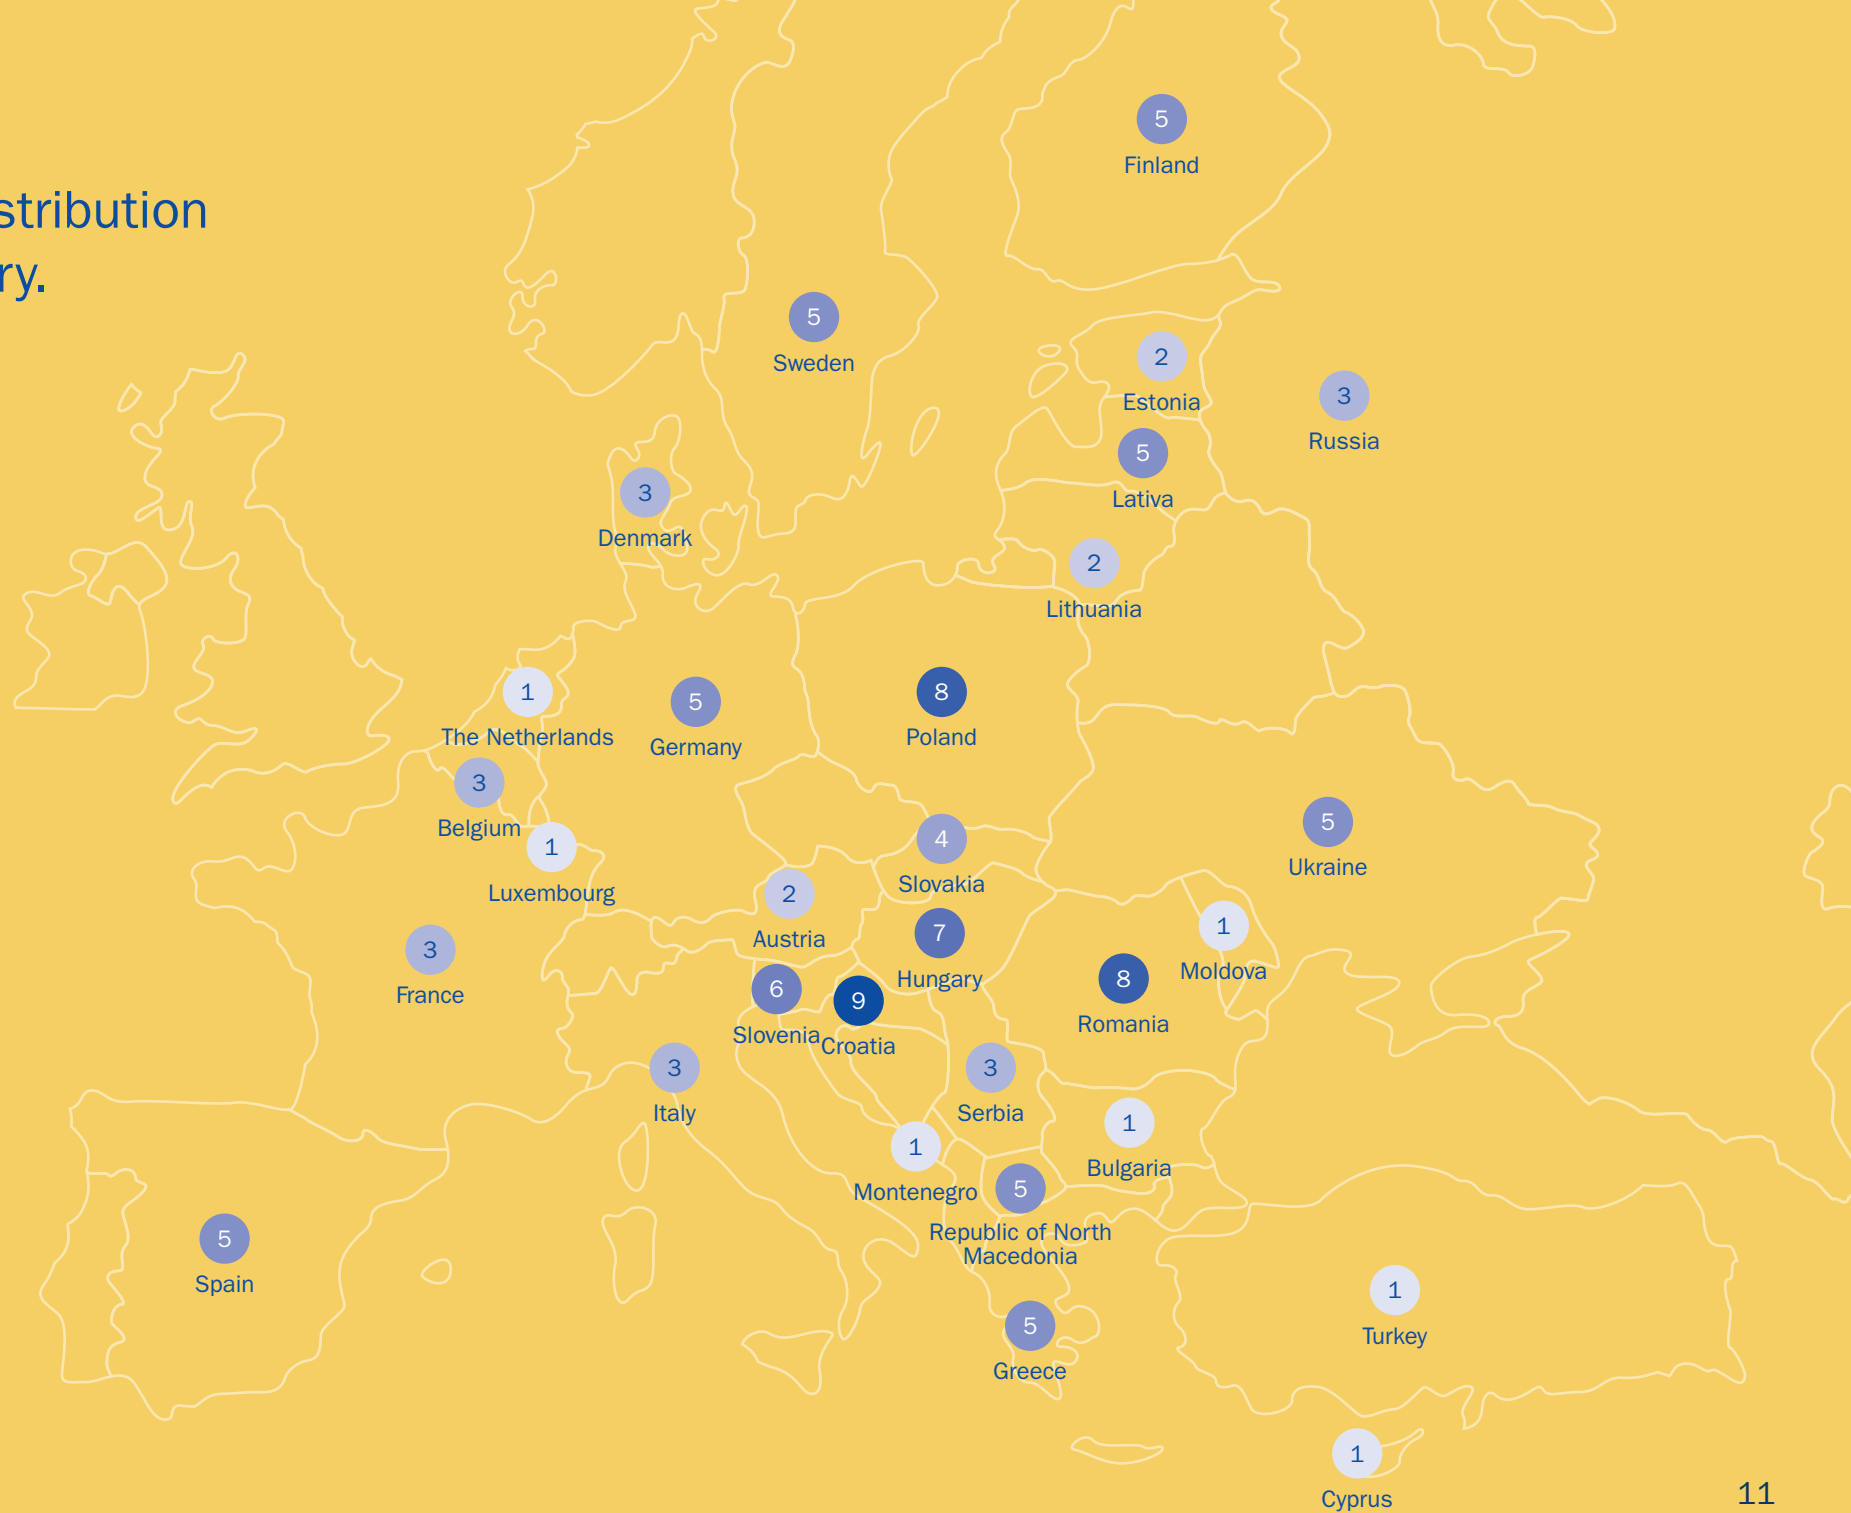 stribution
ry.
5
Finland
5
Sweden
2
Estonia
3
Russia
5
Lativa
3
Denmark
2
Lithuania
1
The Netherlands
5
Germany
8
Poland
3
Belgium
1
Luxembourg
4
Slovakia
5
Ukraine
2
Austria
7
Hungary
1
Moldova
3
France
6
Slovenia
9
Croatia
8
Romania
3
Italy
3
Serbia
1
Bulgaria
1
Montenegro
5
Republic of North
Macedonia
5
Spain
1
Turkey
5
Greece
1
Cyprus
11